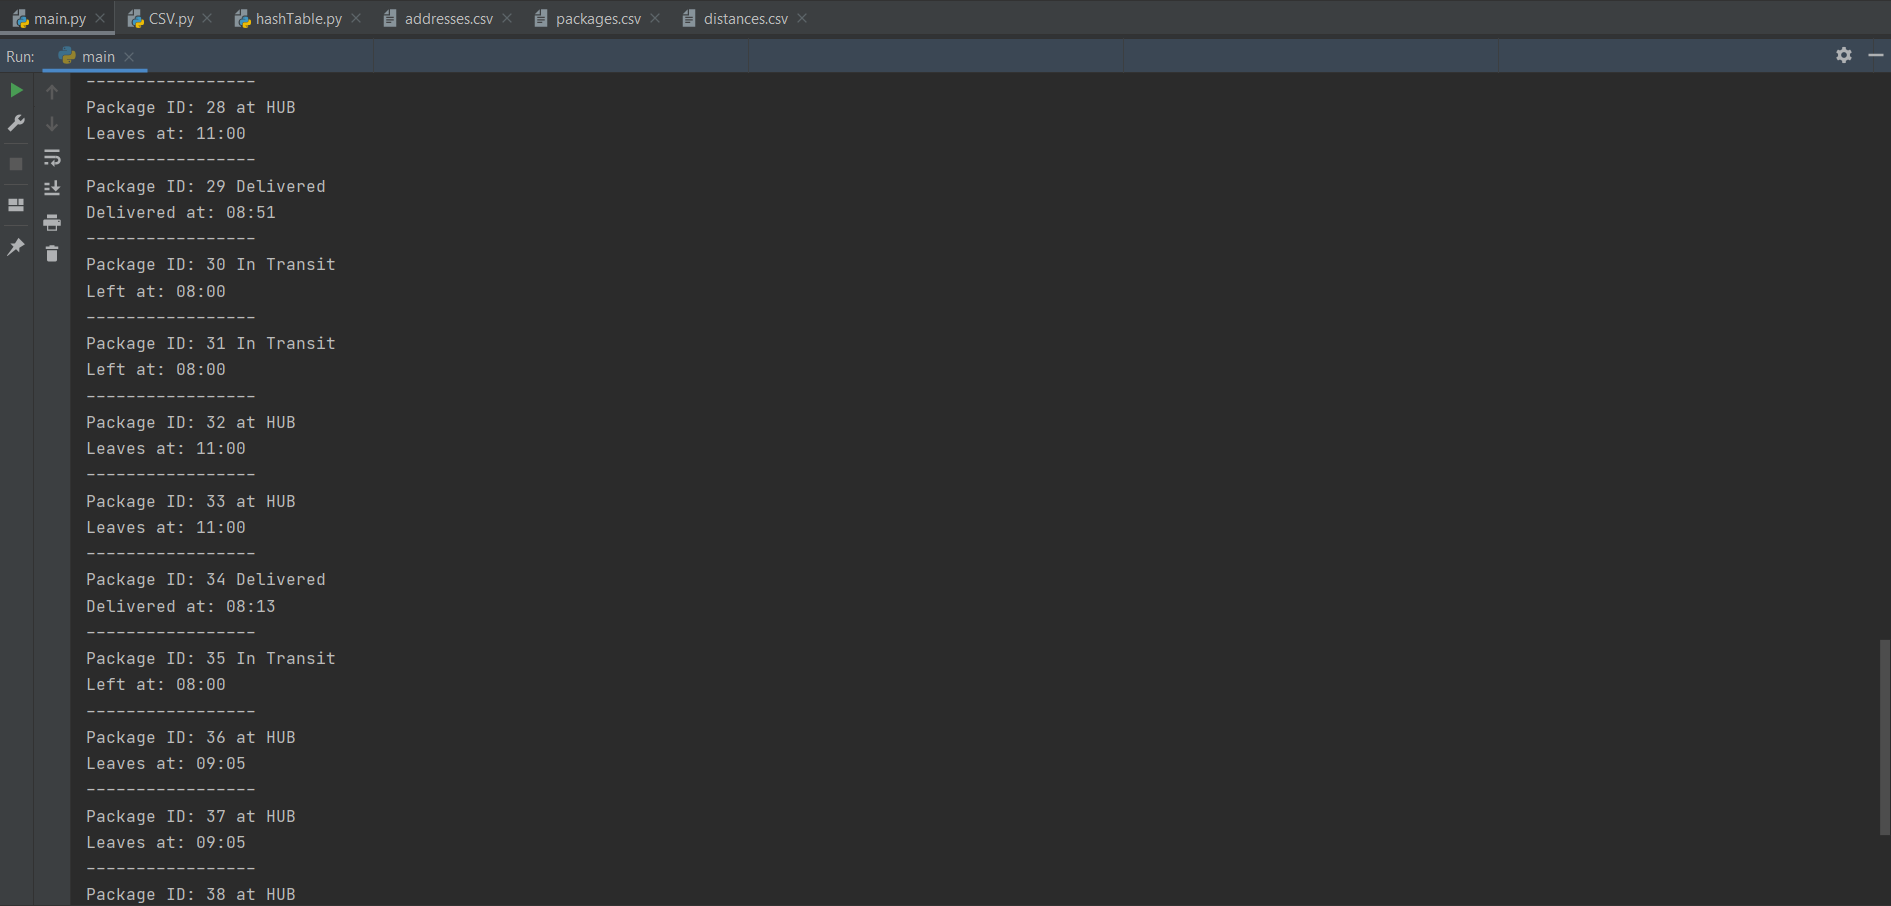 main.py CSV.py hashTable.py addresses.csv packages.csv distances.csv
Run: main
-----------------
Package ID: 28 at HUB
Leaves at: 11:00
-----------------
Package ID: 29 Delivered
Delivered at: 08:51
-----------------
Package ID: 30 In Transit
Left at: 08:00
-----------------
Package ID: 31 In Transit
Left at: 08:00
-----------------
Package ID: 32 at HUB
Leaves at: 11:00
-----------------
Package ID: 33 at HUB
Leaves at: 11:00
-----------------
Package ID: 34 Delivered
Delivered at: 08:13
-----------------
Package ID: 35 In Transit
Left at: 08:00
-----------------
Package ID: 36 at HUB
Leaves at: 09:05
-----------------
Package ID: 37 at HUB
Leaves at: 09:05
-----------------
Package ID: 38 at HUB